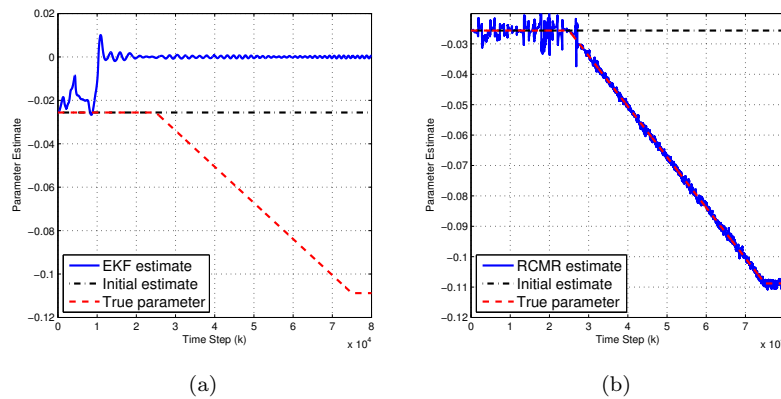 0.02
0
−0.02
−0.04
−0.06
−0.08
−0.1
−0.12
Parameter Estimate
EKF estimate
Initial estimate
True parameter
0 1 2 3 4 5 6 7 8
Time Step (k)
x 10⁴
(a)
−0.03
−0.04
−0.05
−0.06
−0.07
−0.08
−0.09
−0.1
−0.11
−0.12
Parameter Estimate
RCMR estimate
Initial estimate
True parameter
0 1 2 3 4 5 6 7
Time Step (k)
(b)